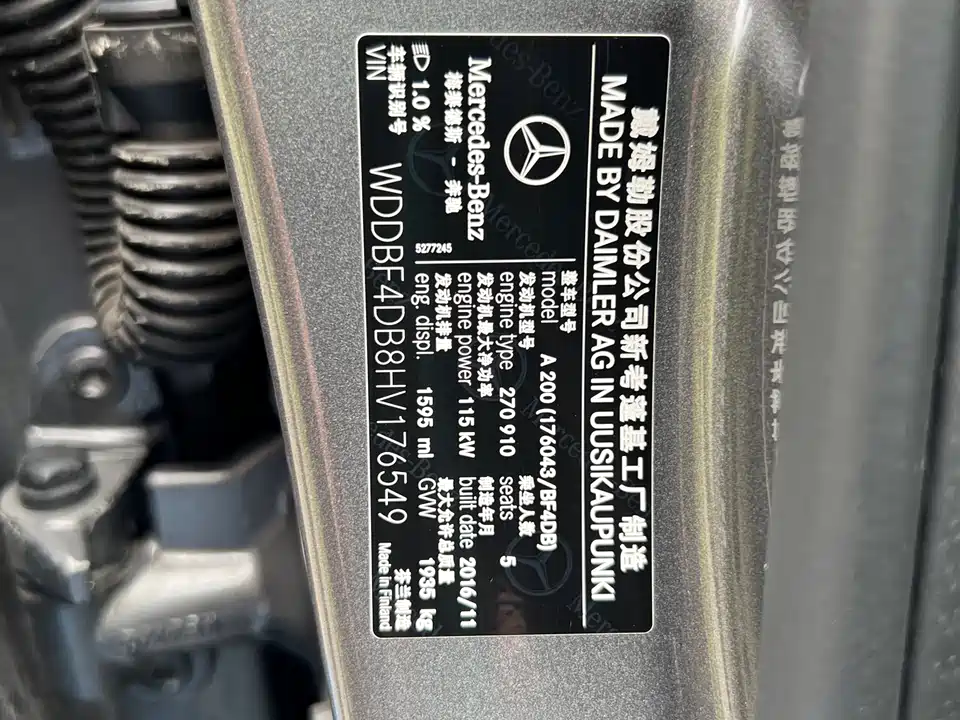 戴姆勒股份公司新考蓬基工厂制造
MADE BY DAIMLER AG IN UUSIKAUPUNKI
Mercedes-Benz
梅赛德斯 - 奔驰
5277245
1.0 %
整车型号
model A 200 (176043/BF4DB)
发动机型号 乘坐人数
engine type 270 910 seats 5
发动机最大净功率 制造年月
engine power 115 kW built date 2016/11
发动机排量 最大允许总质量
eng. displ. 1595 ml GVW 1935 kg
车辆识别号
VIN WDDBF4DB8HV176549
芬兰制造
Made in Finland